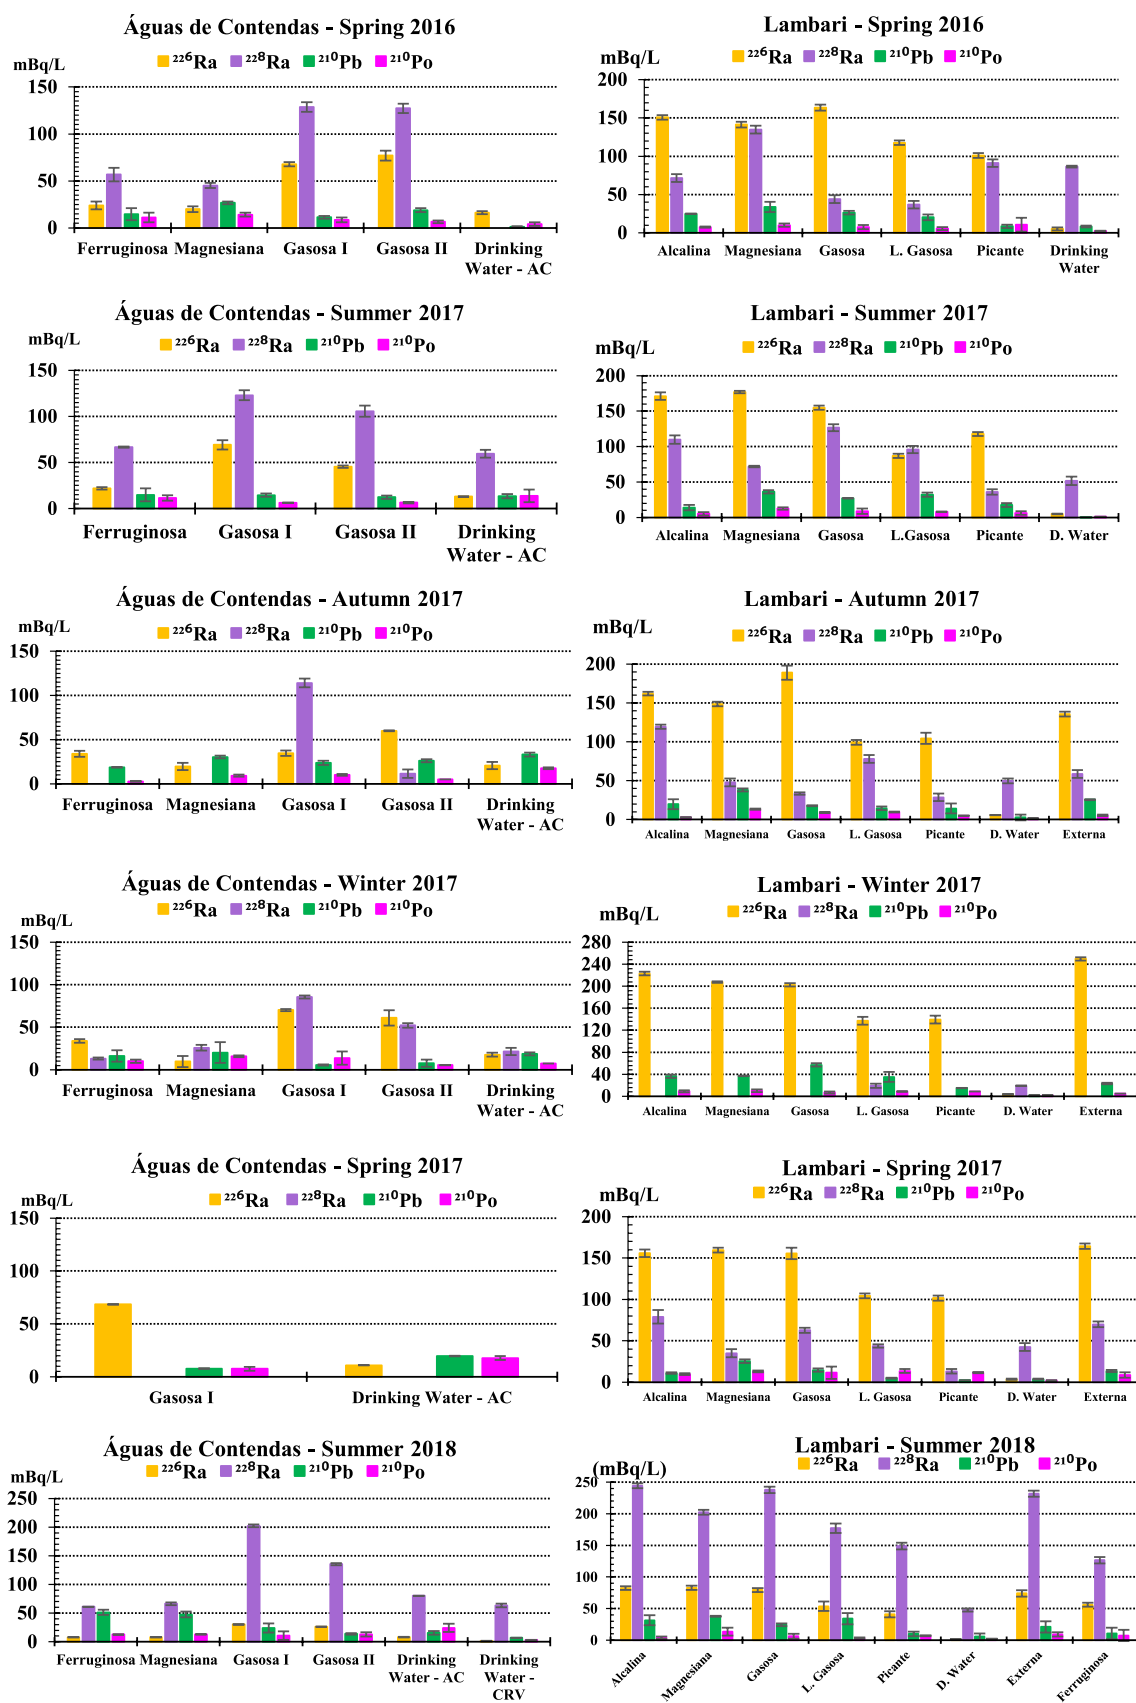 Águas de Contendas - Spring 2016
mBq/L
²²⁶Ra ²²⁸Ra ²¹⁰Pb ²¹⁰Po
150
100
50
0
Ferruginosa Magnesiana Gasosa I Gasosa II Drinking
Water - AC
Lambari - Spring 2016
mBq/L
²²⁶Ra ²²⁸Ra ²¹⁰Pb ²¹⁰Po
200
150
100
50
0
Alcalina Magnesiana Gasosa L. Gasosa Picante Drinking
Water
Águas de Contendas - Summer 2017
mBq/L
²²⁶Ra ²²⁸Ra ²¹⁰Pb ²¹⁰Po
150
100
50
0
Ferruginosa Gasosa I Gasosa II Drinking
Water - AC
Lambari - Summer 2017
mBq/L
²²⁶Ra ²²⁸Ra ²¹⁰Pb ²¹⁰Po
200
150
100
50
0
Alcalina Magnesiana Gasosa L.Gasosa Picante D. Water
Águas de Contendas - Autumn 2017
mBq/L
²²⁶Ra ²²⁸Ra ²¹⁰Pb ²¹⁰Po
150
100
50
0
Ferruginosa Magnesiana Gasosa I Gasosa II Drinking
Water - AC
Lambari - Autumn 2017
mBq/L
²²⁶Ra ²²⁸Ra ²¹⁰Pb ²¹⁰Po
200
150
100
50
0
Alcalina Magnesiana Gasosa L. Gasosa Picante D. Water Externa
Águas de Contendas - Winter 2017
mBq/L
²²⁶Ra ²²⁸Ra ²¹⁰Pb ²¹⁰Po
150
100
50
0
Ferruginosa Magnesiana Gasosa I Gasosa II Drinking
Water - AC
Lambari - Winter 2017
mBq/L
²²⁶Ra ²²⁸Ra ²¹⁰Pb ²¹⁰Po
280
240
200
160
120
80
40
0
Alcalina Magnesiana Gasosa L. Gasosa Picante D. Water Externa
Águas de Contendas - Spring 2017
mBq/L
²²⁶Ra ²²⁸Ra ²¹⁰Pb ²¹⁰Po
150
100
50
0
Gasosa I Drinking Water - AC
Lambari - Spring 2017
mBq/L
²²⁶Ra ²²⁸Ra ²¹⁰Pb ²¹⁰Po
200
150
100
50
0
Alcalina Magnesiana Gasosa L. Gasosa Picante D. Water Externa
Águas de Contendas - Summer 2018
mBq/L
²²⁶Ra ²²⁸Ra ²¹⁰Pb ²¹⁰Po
250
200
150
100
50
0
Ferruginosa Magnesiana Gasosa I Gasosa II Drinking Drinking
Water - AC Water -
CRV
Lambari - Summer 2018
(mBq/L)
²²⁶Ra ²²⁸Ra ²¹⁰Pb ²¹⁰Po
250
200
150
100
50
0
Alcalina Magnesiana Gasosa L. Gasosa Picante D. Water Externa Ferruginosa